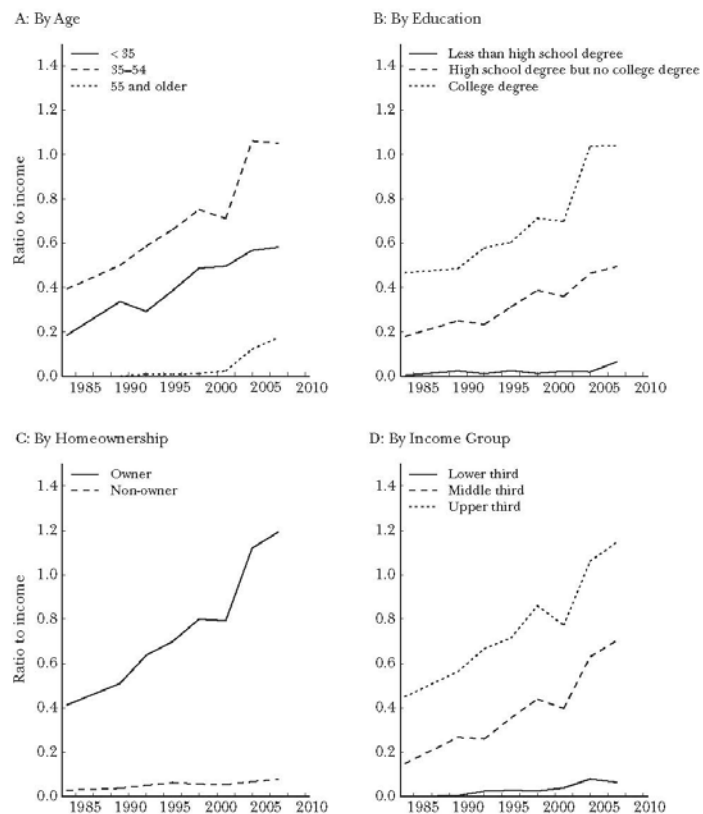 A: By Age
B: By Education
< 35
35–54
55 and older
Less than high school degree
High school degree but no college degree
College degree
Ratio to income
1.4
1.2
1.0
0.8
0.6
0.4
0.2
0.0
1985 1990 1995 2000 2005 2010
1.4
1.2
1.0
0.8
0.6
0.4
0.2
0.0
1985 1990 1995 2000 2005 2010
C: By Homeownership
D: By Income Group
Owner
Non-owner
Lower third
Middle third
Upper third
Ratio to income
1.4
1.2
1.0
0.8
0.6
0.4
0.2
0.0
1985 1990 1995 2000 2005 2010
1.4
1.2
1.0
0.8
0.6
0.4
0.2
0.0
1985 1990 1995 2000 2005 2010